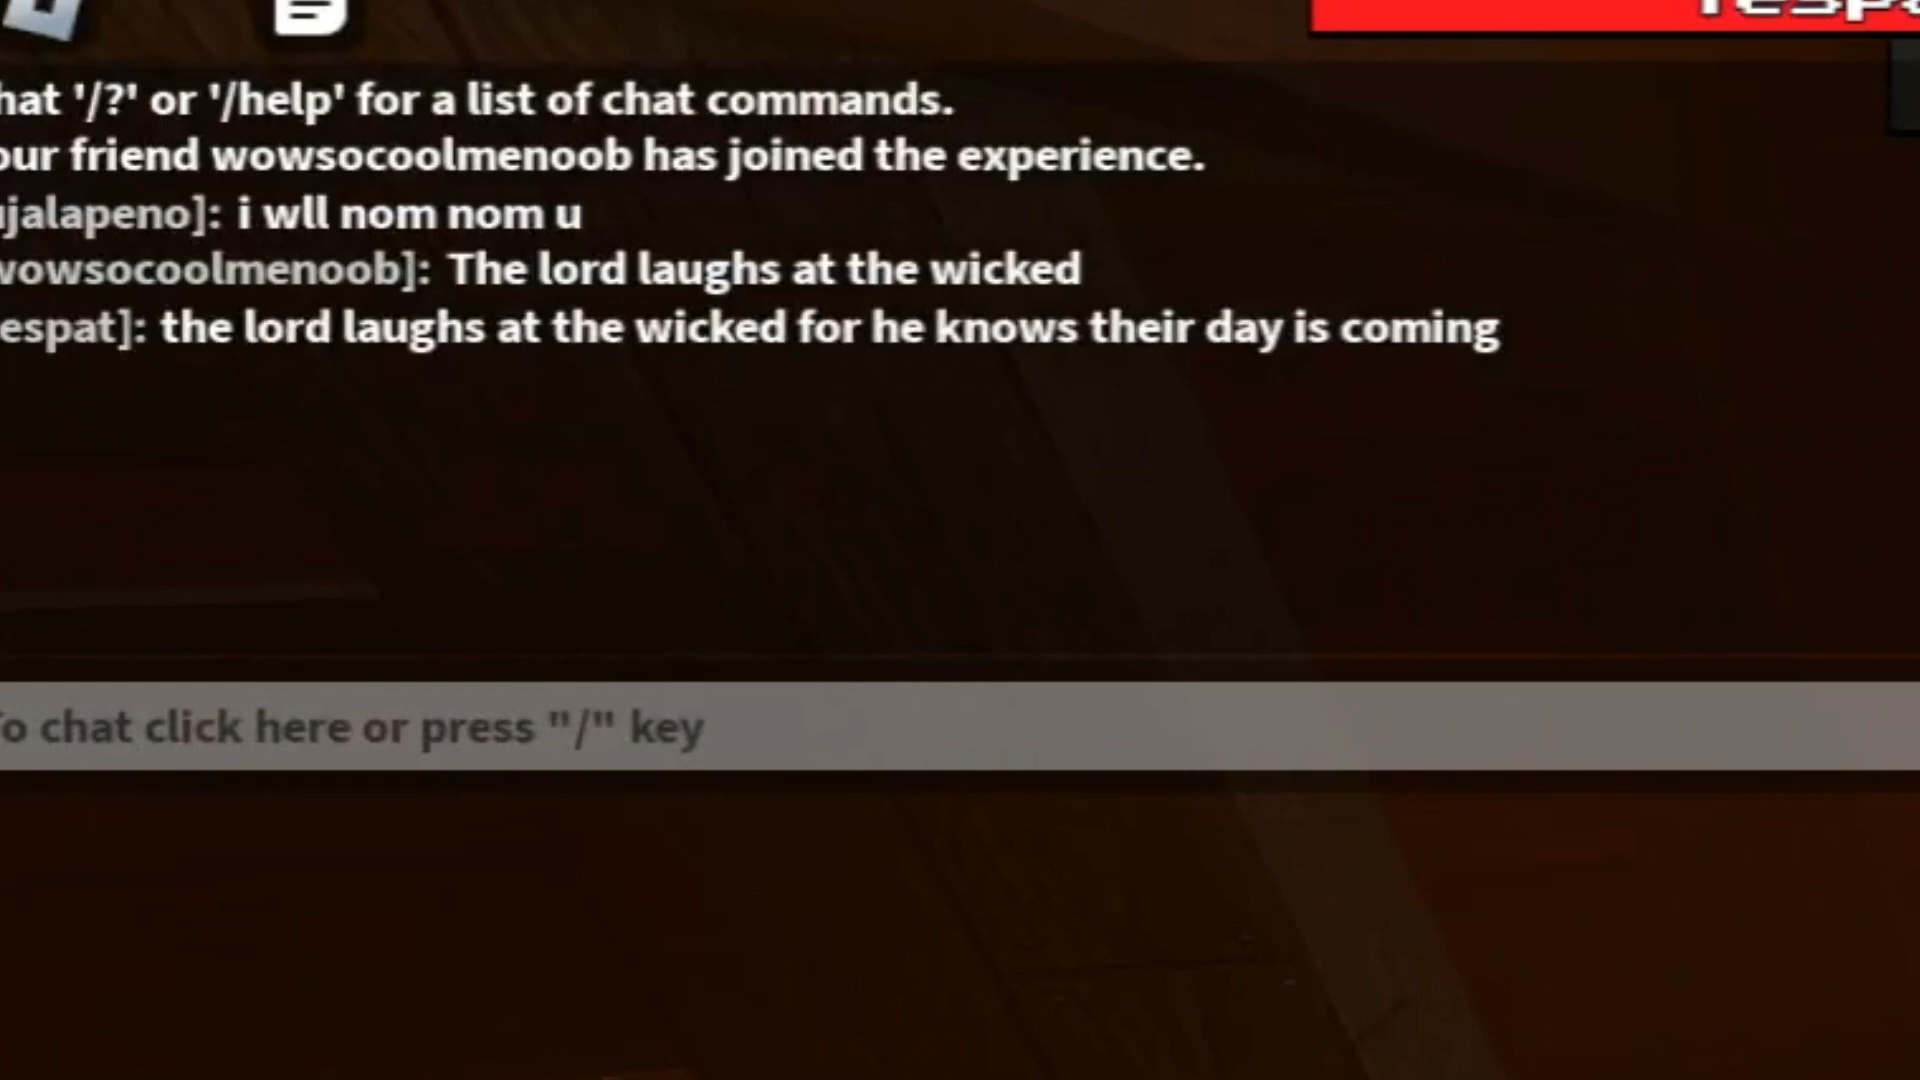 hat '/?' or '/help' for a list of chat commands.
our friend wowsocoolmenoob has joined the experience.
jalapeno]: i wll nom nom u
wowsocoolmenoob]: The lord laughs at the wicked
espat]: the lord laughs at the wicked for he knows their day is coming
To chat click here or press "/" key